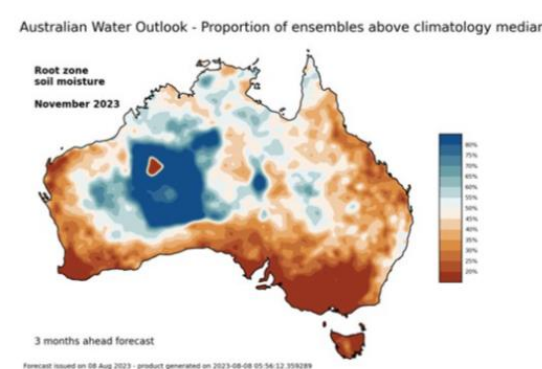 Australian Water Outlook - Proportion of ensembles above climatology median
Root zone
soil moisture
November 2023
80%
75%
70%
65%
60%
55%
50%
45%
40%
35%
30%
25%
20%
3 months ahead forecast
Forecast issued on 08 Aug 2023 - product generated on 2023-08-08 05:56:12.359289